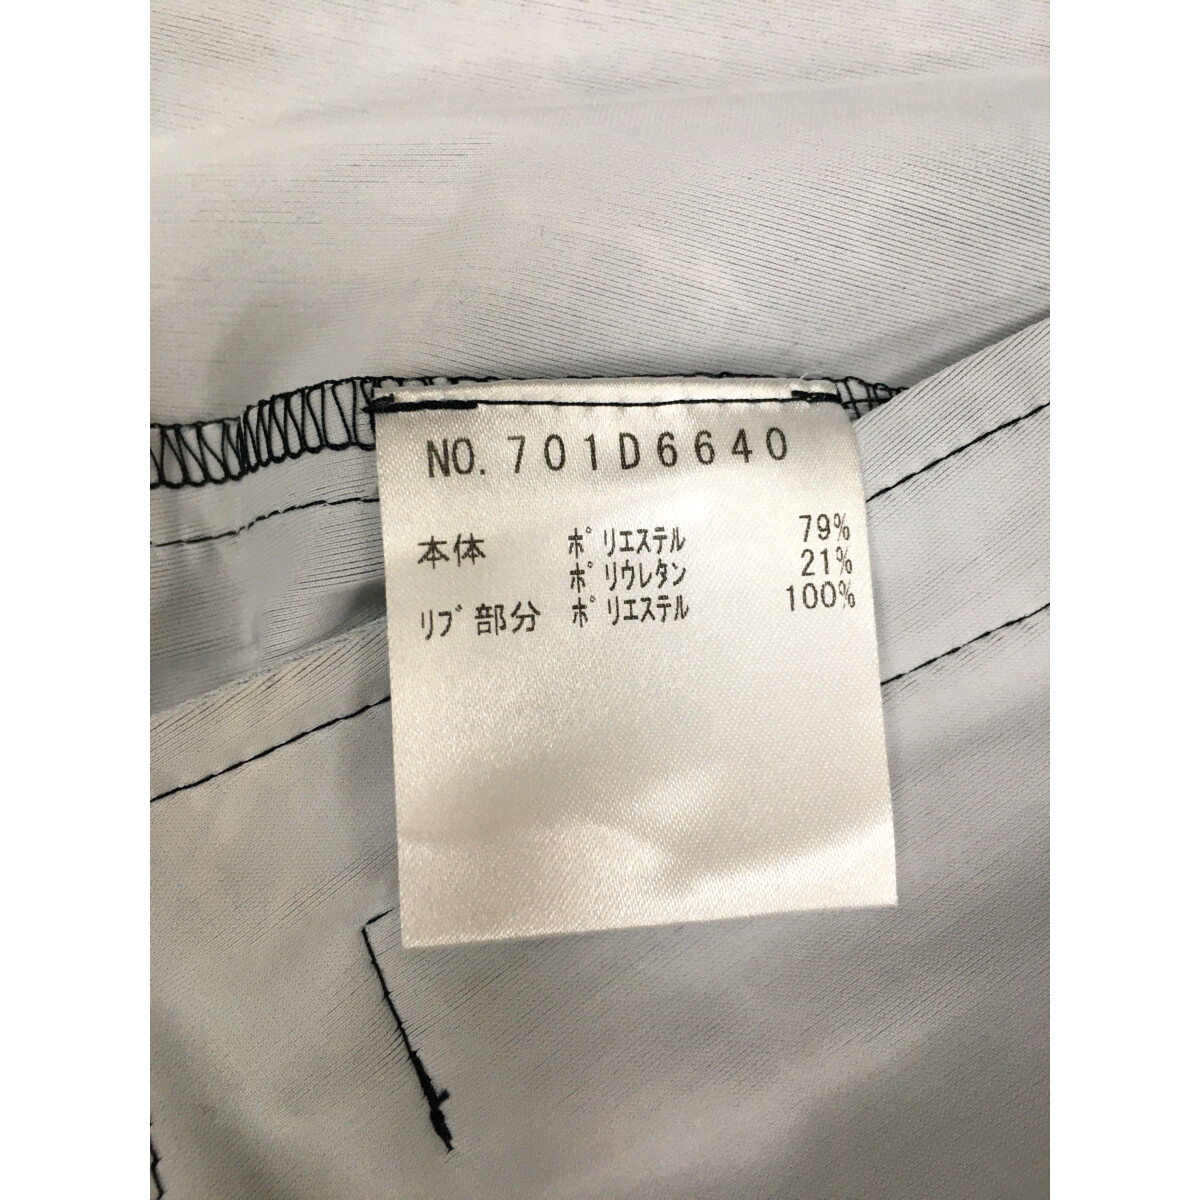 NO.701D6640
本体 ポリエステル 79%
ポリウレタン 21%
リブ部分 ポリエステル 100%